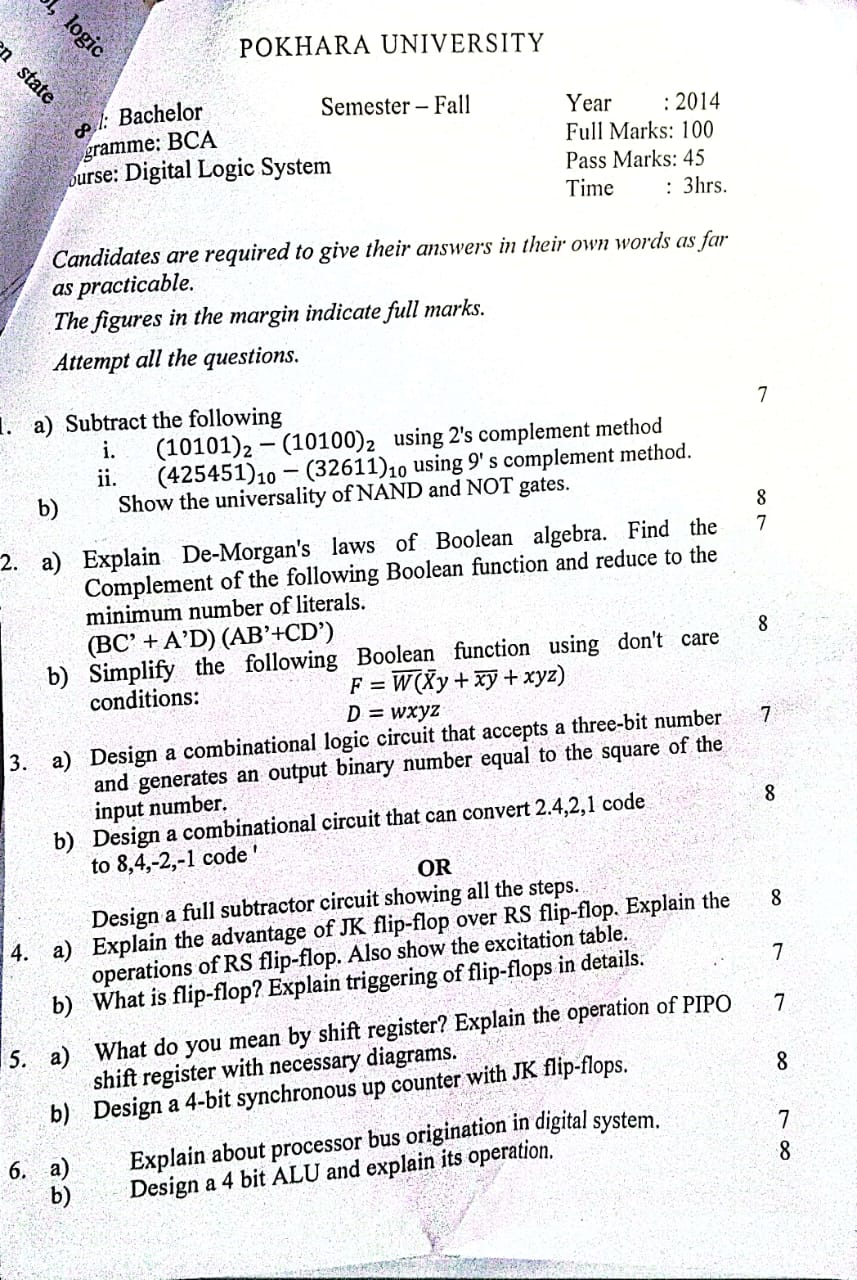 logic
state
POKHARA UNIVERSITY
Bachelor Semester – Fall Year : 2014
gramme: BCA Full Marks: 100
ourse: Digital Logic System Pass Marks: 45
Time : 3hrs.
Candidates are required to give their answers in their own words as far
as practicable.
The figures in the margin indicate full marks.
Attempt all the questions.
1. a) Subtract the following 7
i. (10101)₂ – (10100)₂ using 2's complement method
ii. (425451)₁₀ – (32611)₁₀ using 9' s complement method.
b) Show the universality of NAND and NOT gates. 8
2. a) Explain De-Morgan's laws of Boolean algebra. Find the 7
Complement of the following Boolean function and reduce to the
minimum number of literals.
(BC’ + A’D) (AB’+CD’)
b) Simplify the following Boolean function using don't care 8
conditions: F = W̅(X̅y + x̅y̅ + xyz)
D = wxyz
3. a) Design a combinational logic circuit that accepts a three-bit number 7
and generates an output binary number equal to the square of the
input number.
b) Design a combinational circuit that can convert 2.4,2,1 code 8
to 8,4,-2,-1 code '
OR
Design a full subtractor circuit showing all the steps.
4. a) Explain the advantage of JK flip-flop over RS flip-flop. Explain the 8
operations of RS flip-flop. Also show the excitation table.
b) What is flip-flop? Explain triggering of flip-flops in details. 7
5. a) What do you mean by shift register? Explain the operation of PIPO 7
shift register with necessary diagrams.
b) Design a 4-bit synchronous up counter with JK flip-flops. 8
6. a) Explain about processor bus origination in digital system. 7
b) Design a 4 bit ALU and explain its operation. 8